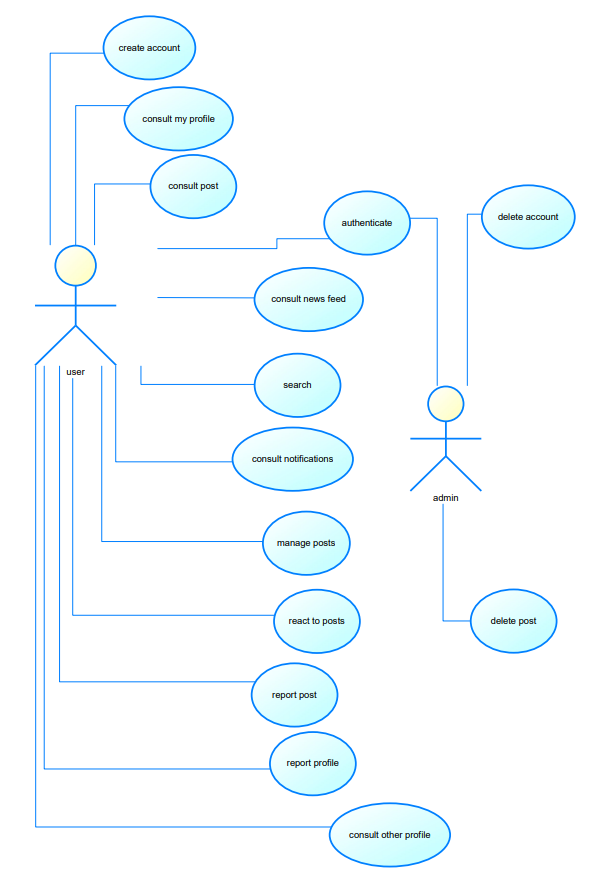 create account
consult my profile
consult post
authenticate
delete account
consult news feed
user
search
consult notifications
admin
manage posts
react to posts
delete post
report post
report profile
consult other profile